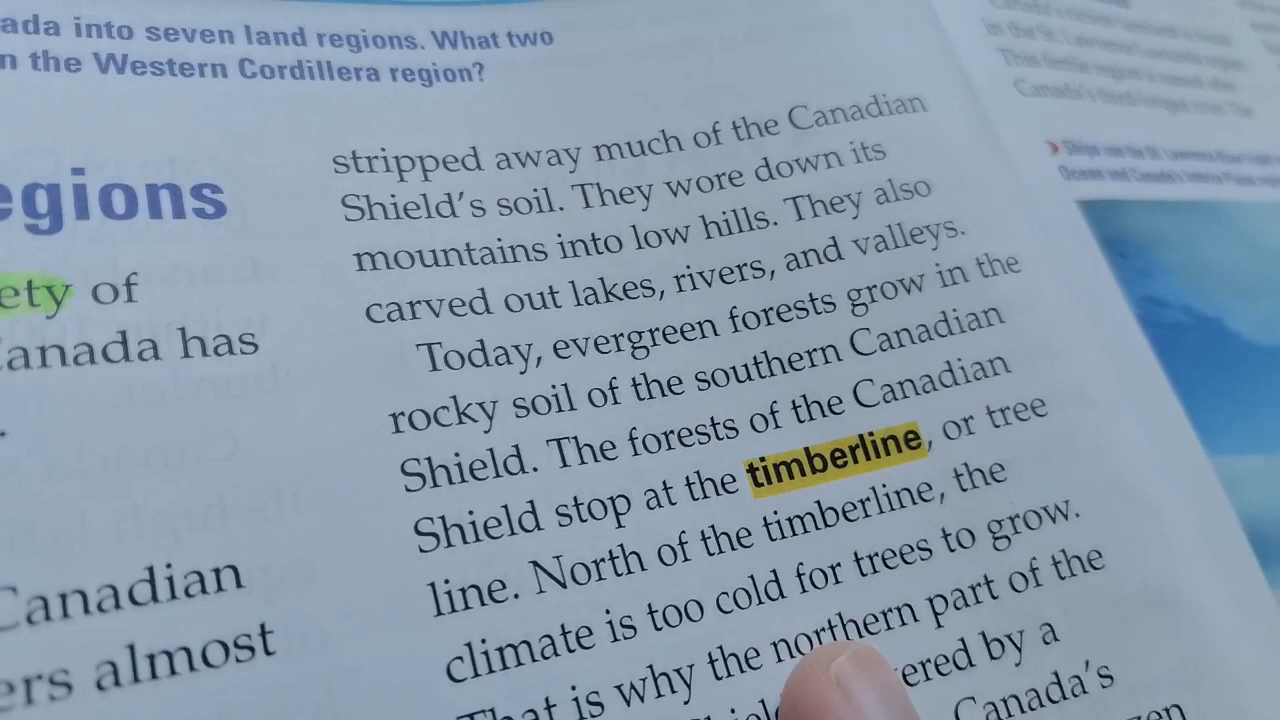 ada into seven land regions. What two
n the Western Cordillera region?
egions
ety of
Canada has
Canadian
ers almost
stripped away much of the Canadian
Shield's soil. They wore down its
mountains into low hills. They also
carved out lakes, rivers, and valleys.
Today, evergreen forests grow in the
rocky soil of the southern Canadian
Shield. The forests of the Canadian
Shield stop at the timberline, or tree
line. North of the timberline, the
climate is too cold for trees to grow.
That is why the northern part of the
ered by a
Canada's